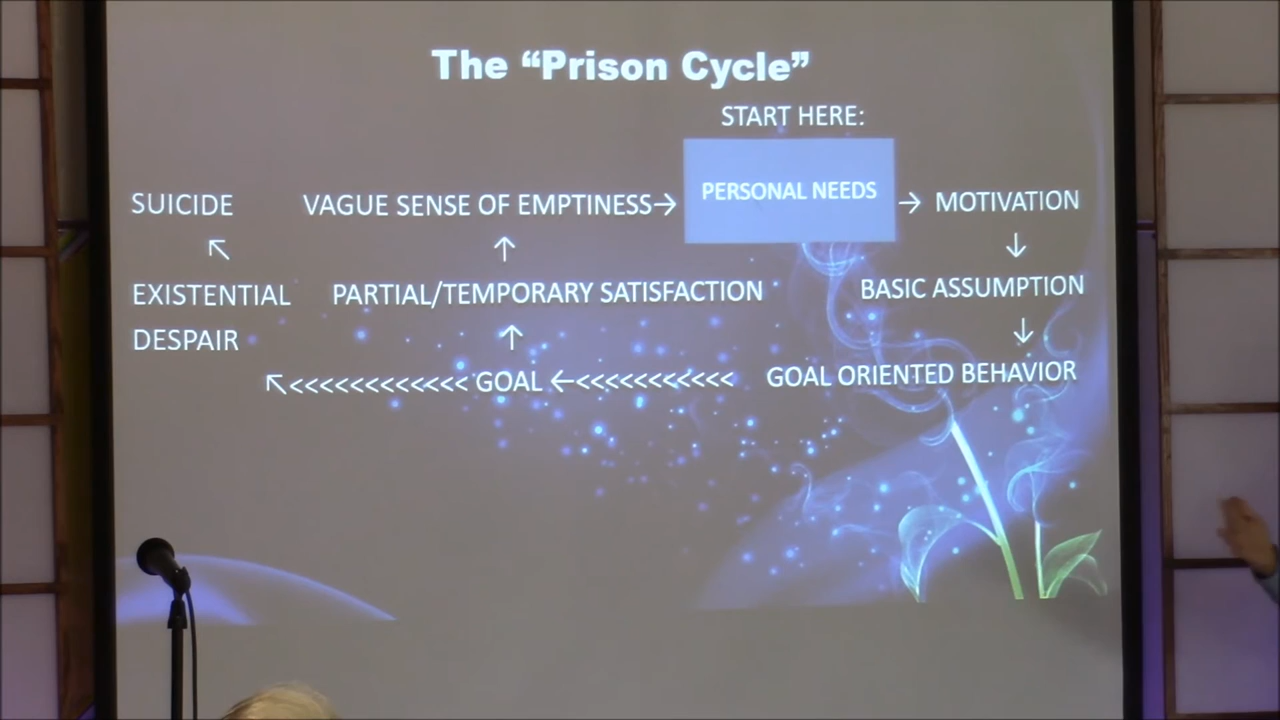 The “Prison Cycle”
START HERE:
SUICIDE VAGUE SENSE OF EMPTINESS→ PERSONAL NEEDS → MOTIVATION
↖ ↑ ↓
EXISTENTIAL PARTIAL/TEMPORARY SATISFACTION BASIC ASSUMPTION
DESPAIR ↑ ↓
↖<<<<<<<<<<<< GOAL ←<<<<<<<<<<< GOAL ORIENTED BEHAVIOR